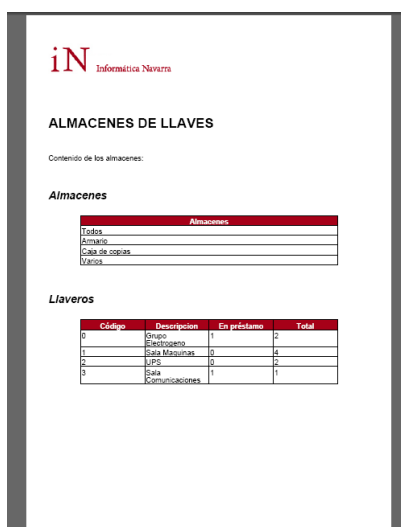 iN Informática Navarra
ALMACENES DE LLAVES
Contenido de los almacenes:
Almacenes
Almacenes
Todos
Armario
Caja de copias
Varios
Llaveros
Código Descripcion En préstamo Total
0 Grupo Electrogeno 1 2
1 Sala Maquinas 0 4
2 UPS 0 2
3 Sala Comunicaciones 1 1